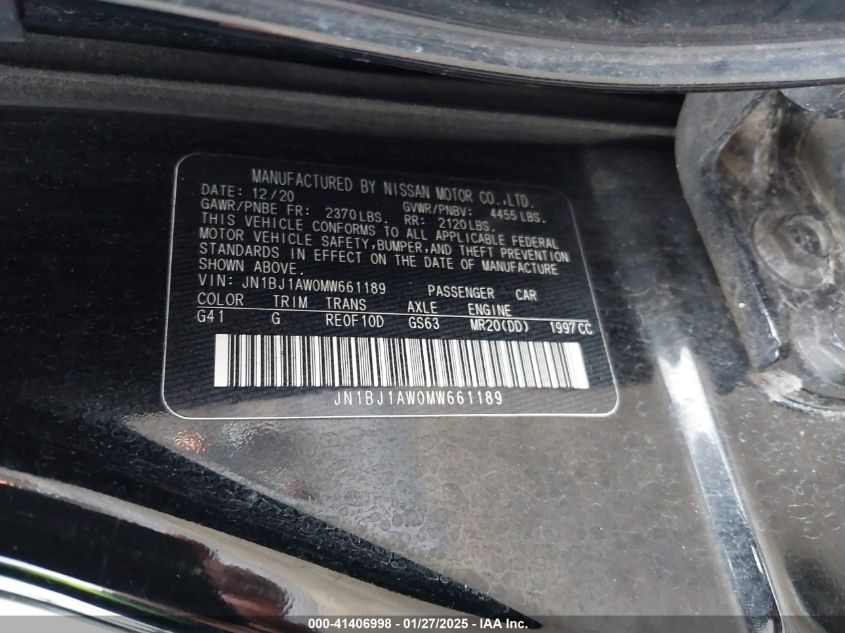 MANUFACTURED BY NISSAN MOTOR CO.,LTD.
DATE: 12/20
GAWR/PNBE FR: 2370LBS. GVWR/PNBV: 4455LBS.
RR: 2120LBS.
THIS VEHICLE CONFORMS TO ALL APPLICABLE FEDERAL
MOTOR VEHICLE SAFETY,BUMPER,AND THEFT PREVENTION
STANDARDS IN EFFECT ON THE DATE OF MANUFACTURE
SHOWN ABOVE.
VIN: JN1BJ1AW0MW661189 PASSENGER CAR
COLOR TRIM TRANS AXLE ENGINE
G41 G RE0F10D GS63 MR20(DD) 1997CC
JN1BJ1AW0MW661189
000-41406998 - 01/27/2025 - IAA Inc.